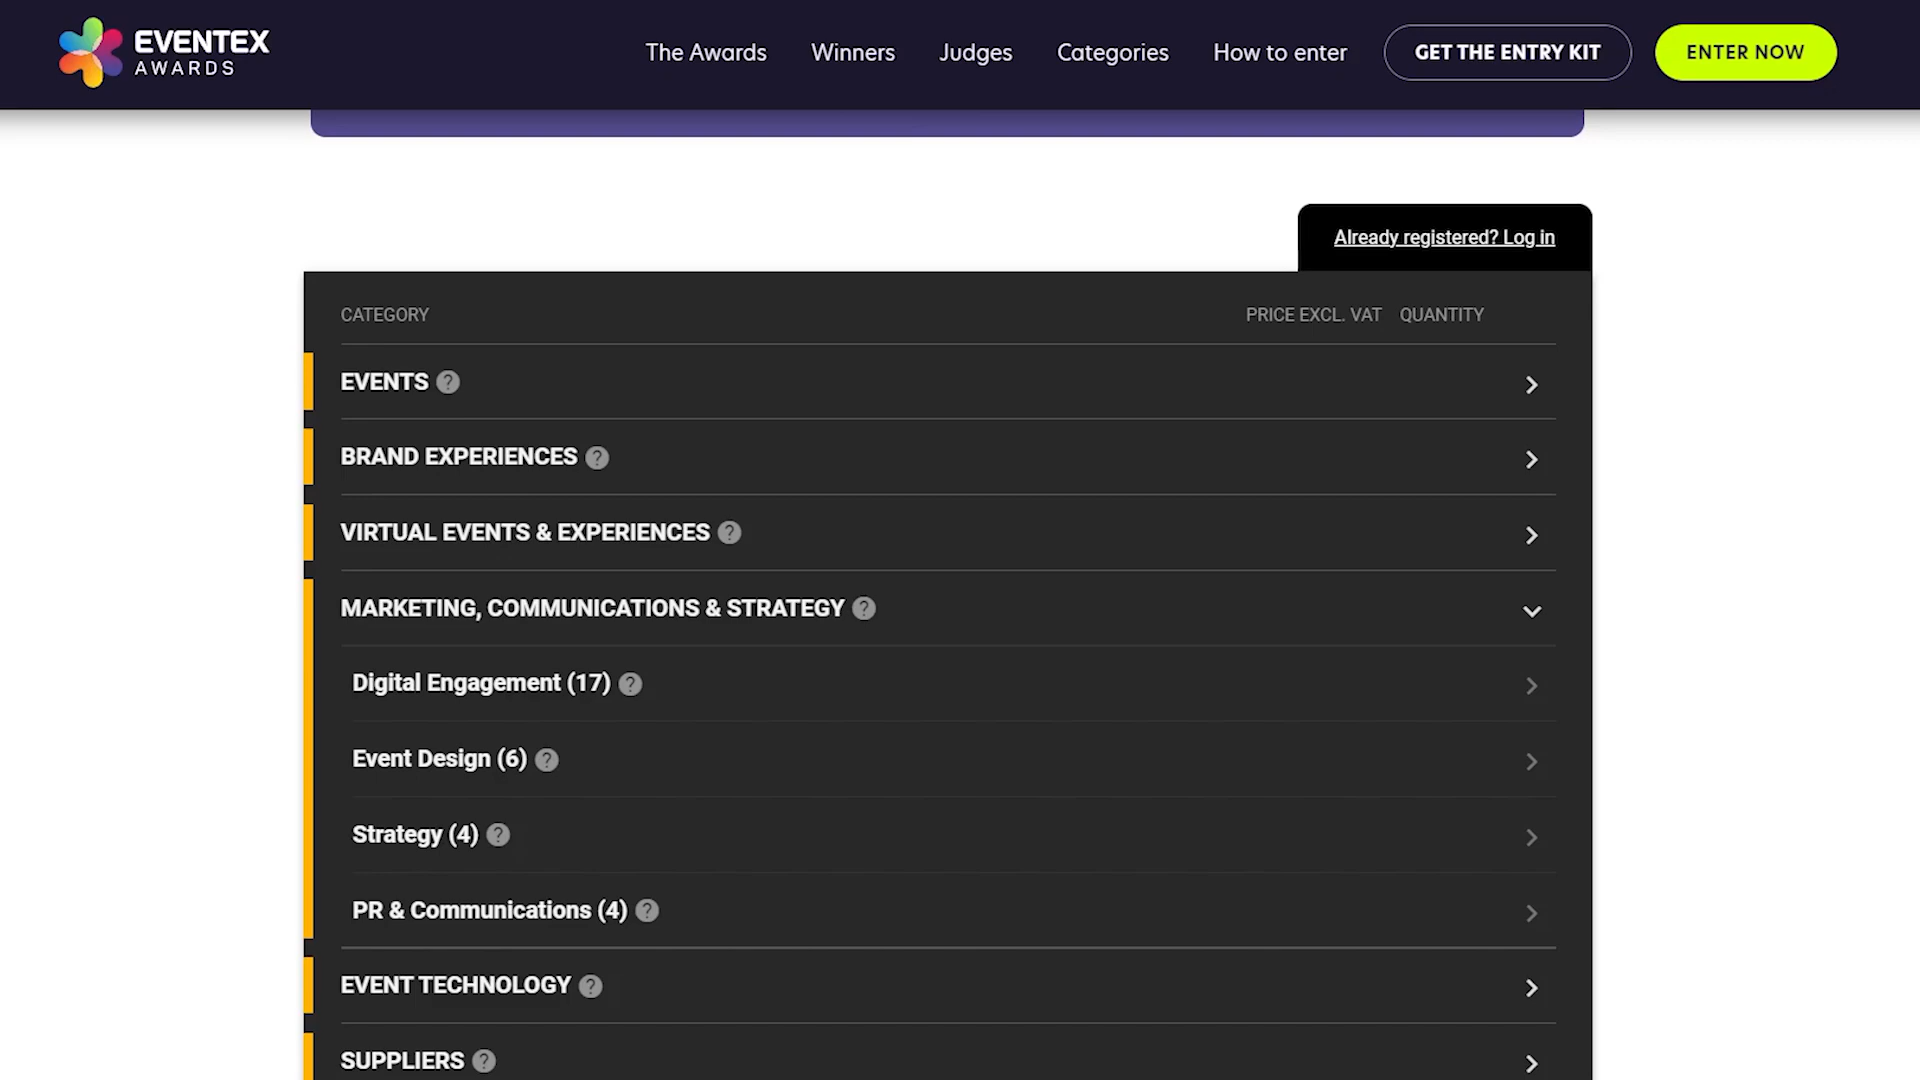 EVENTEX
AWARDS
The Awards Winners Judges Categories How to enter GET THE ENTRY KIT ENTER NOW
Already registered? Log in
CATEGORY PRICE EXCL. VAT QUANTITY
EVENTS ?
BRAND EXPERIENCES ?
VIRTUAL EVENTS & EXPERIENCES ?
MARKETING, COMMUNICATIONS & STRATEGY ?
Digital Engagement (17) ?
Event Design (6) ?
Strategy (4) ?
PR & Communications (4) ?
EVENT TECHNOLOGY ?
SUPPLIERS ?